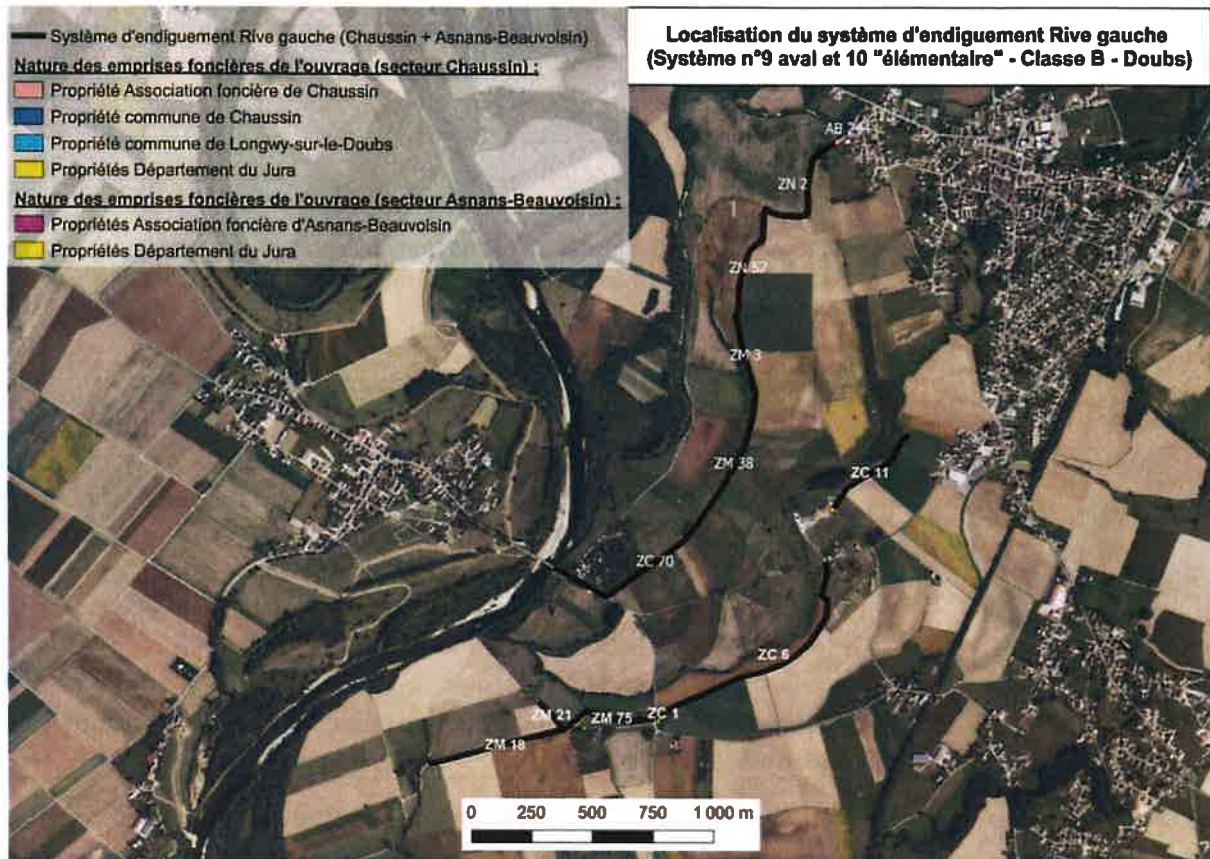 Système d'endiguement Rive gauche (Chaussin + Asnans-Beauvoisin)
Nature des emprises foncières de l'ouvrage (secteur Chaussin) :
Propriété Association foncière de Chaussin
Propriété commune de Chaussin
Propriété commune de Longwy-sur-le-Doubs
Propriétés Département du Jura
Nature des emprises foncières de l'ouvrage (secteur Asnans-Beauvoisin) :
Propriétés Association foncière d'Asnans-Beauvoisin
Propriétés Département du Jura
Localisation du système d'endiguement Rive gauche
(Système n°9 aval et 10 "élémentaire" - Classe B - Doubs)
ZN 2
ZN 57
ZM 3
ZM 38
ZC 11
ZC 70
ZC 6
ZM 21
ZM 75
ZC 1
ZM 18
0 250 500 750 1 000 m